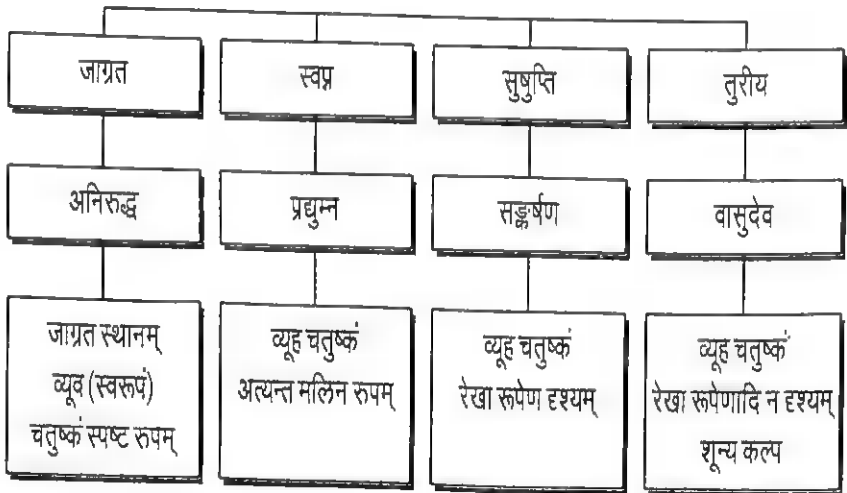 जाग्रत
स्वप्न
सुषुप्ति
तुरीय
अनिरुद्ध
प्रद्युम्न
सङ्कर्षण
वासुदेव
जाग्रत स्थानम्
व्यूव (स्वरूपं)
चतुष्कं स्पष्ट रुपम्
व्यूह चतुष्कं
अत्यन्त मलिन रुपम्
व्यूह चतुष्कं
रेखा रूपेण दृश्यम्
व्यूह चतुष्कं
रेखा रूपेणादि न दृश्यम्
शून्य कल्प